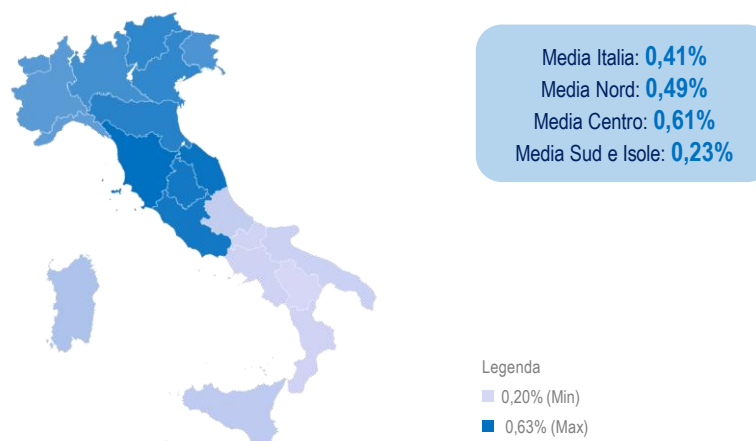 Media Italia: 0,41%
Media Nord: 0,49%
Media Centro: 0,61%
Media Sud e Isole: 0,23%
Legenda
0,20% (Min)
0,63% (Max)